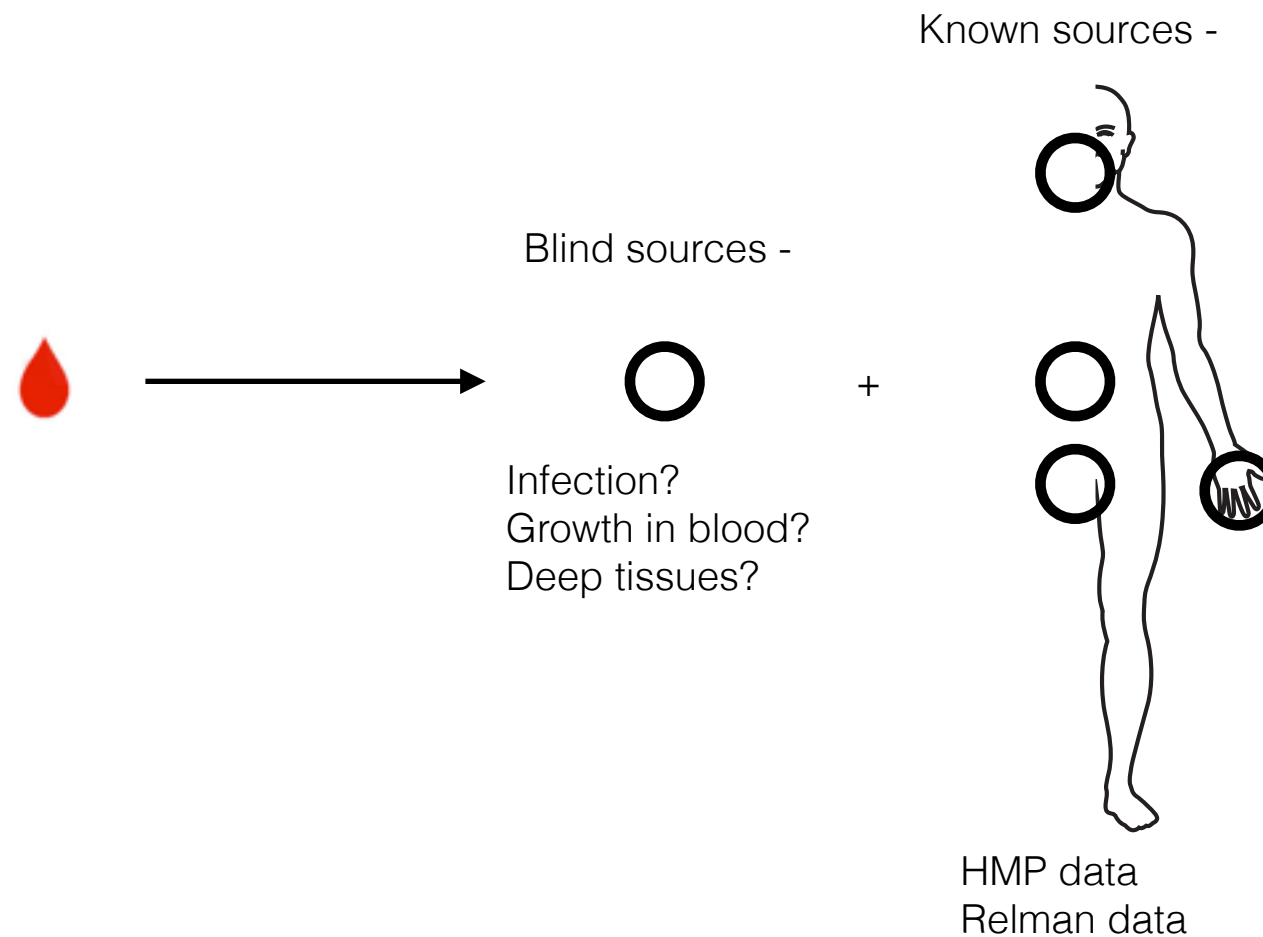 Known sources -
Blind sources -
+
Infection?
Growth in blood?
Deep tissues?
HMP data
Relman data